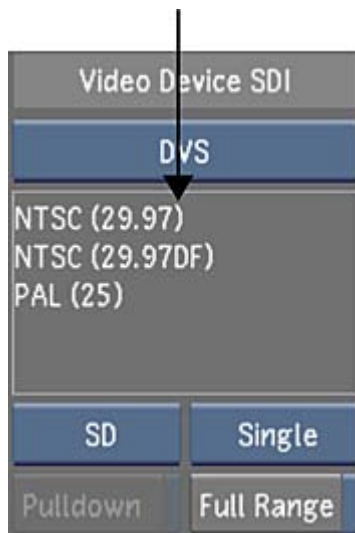 Video Device SDI
DVS
NTSC (29.97)
NTSC (29.97DF)
PAL (25)
SD Single
Pulldown Full Range